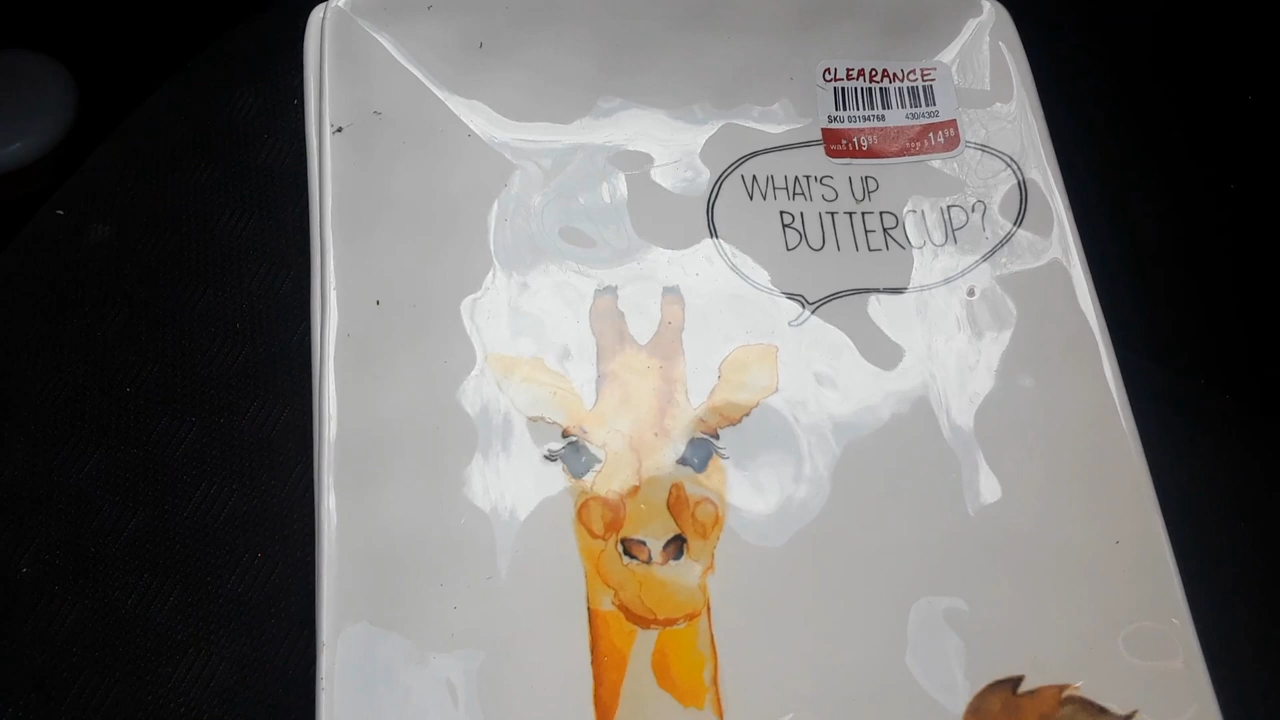 CLEARANCE
SKU 03194768 430/4302
was $19.95 now $14.98
WHAT'S UP
BUTTERCUP?